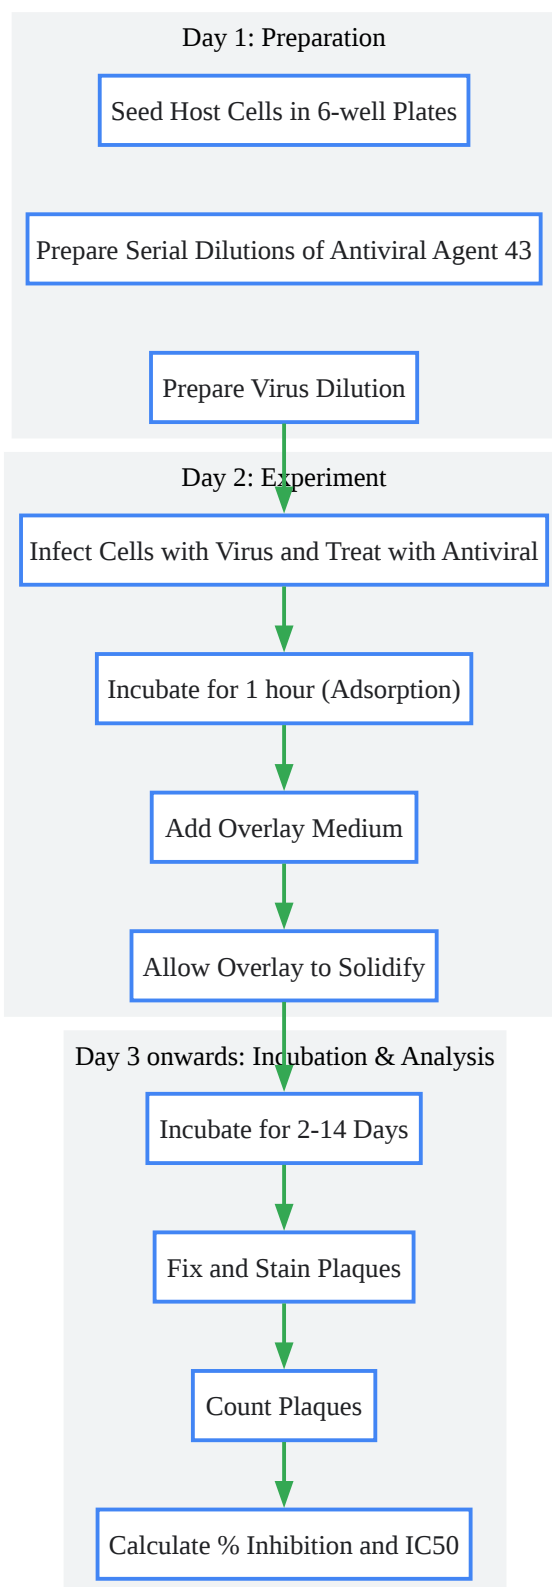 Day 1: Preparation
Seed Host Cells in 6-well Plates
Prepare Serial Dilutions of Antiviral Agent 43
Prepare Virus Dilution
Day 2: Experiment
Infect Cells with Virus and Treat with Antiviral
Incubate for 1 hour (Adsorption)
Add Overlay Medium
Allow Overlay to Solidify
Day 3 onwards: Incubation & Analysis
Incubate for 2-14 Days
Fix and Stain Plaques
Count Plaques
Calculate % Inhibition and IC50